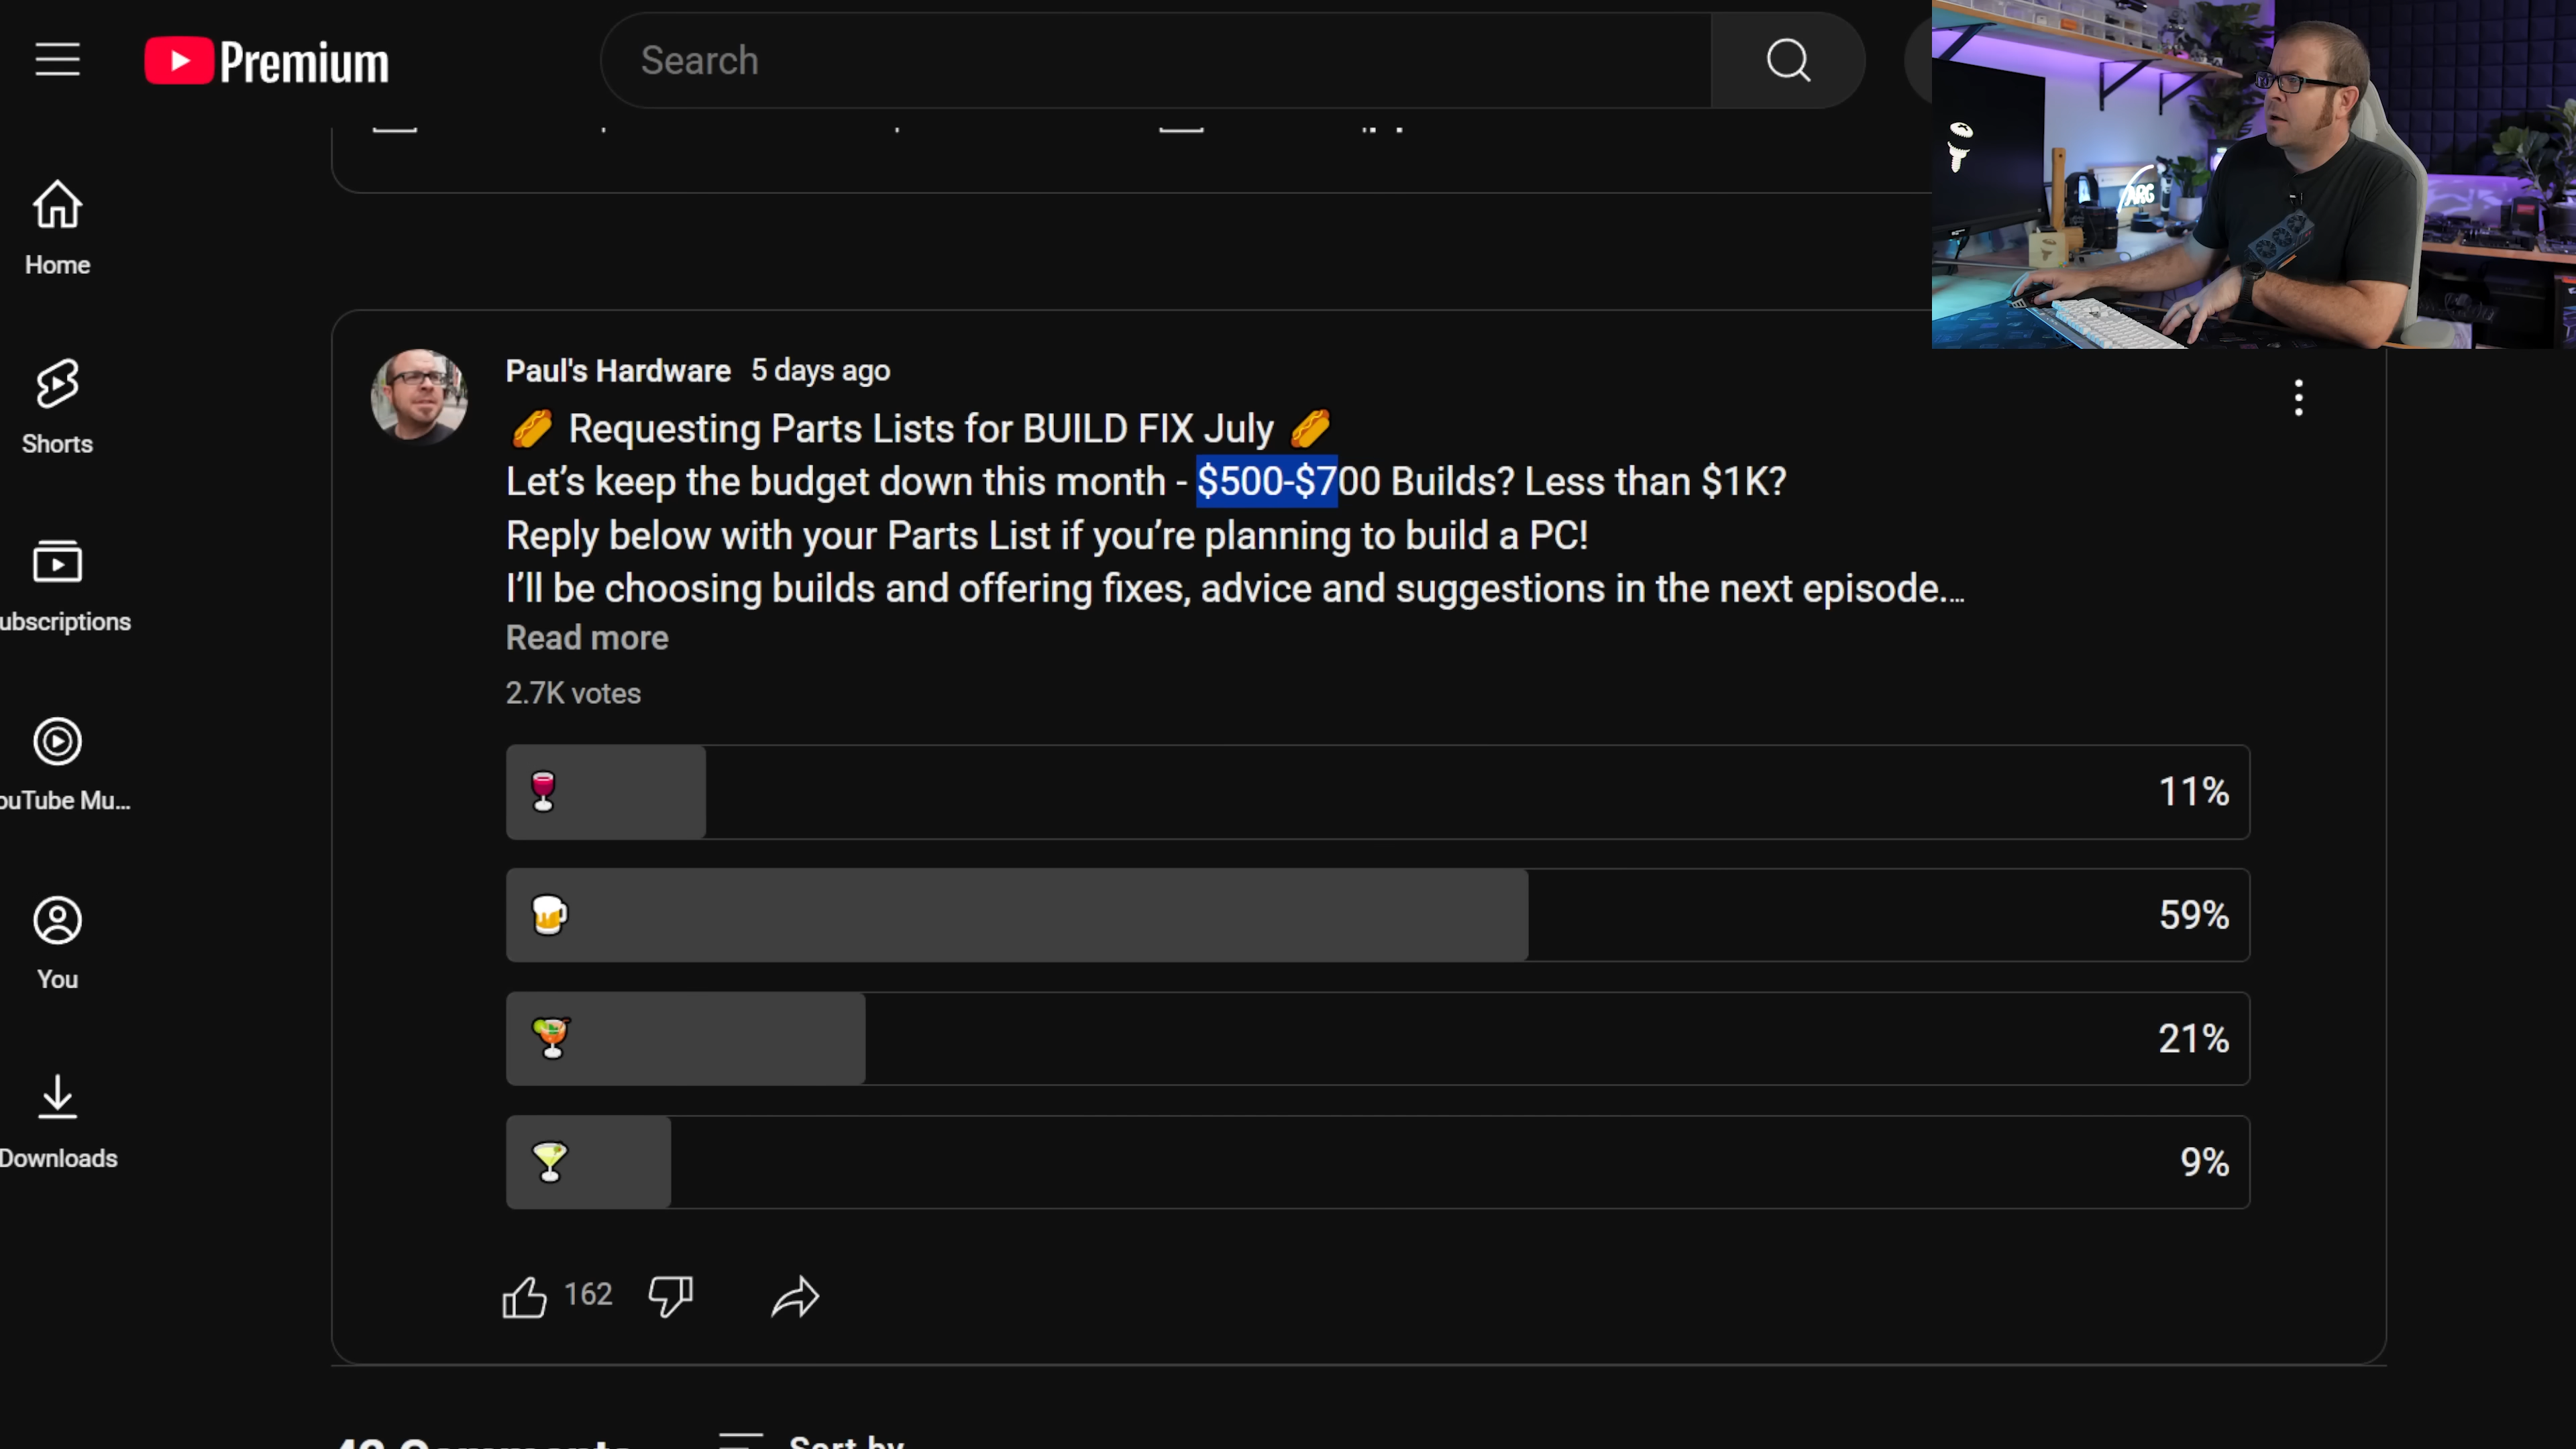 Premium
Search
Home
Shorts
ubscriptions
ouTube Mu...
You
Downloads
ARC
Paul's Hardware 5 days ago
🌭 Requesting Parts Lists for BUILD FIX July 🌭
Let’s keep the budget down this month - $500-$700 Builds? Less than $1K?
Reply below with your Parts List if you’re planning to build a PC!
I’ll be choosing builds and offering fixes, advice and suggestions in the next episode....
Read more
2.7K votes
🍷 11%
🍺 59%
🍹 21%
🍸 9%
162
Sort by